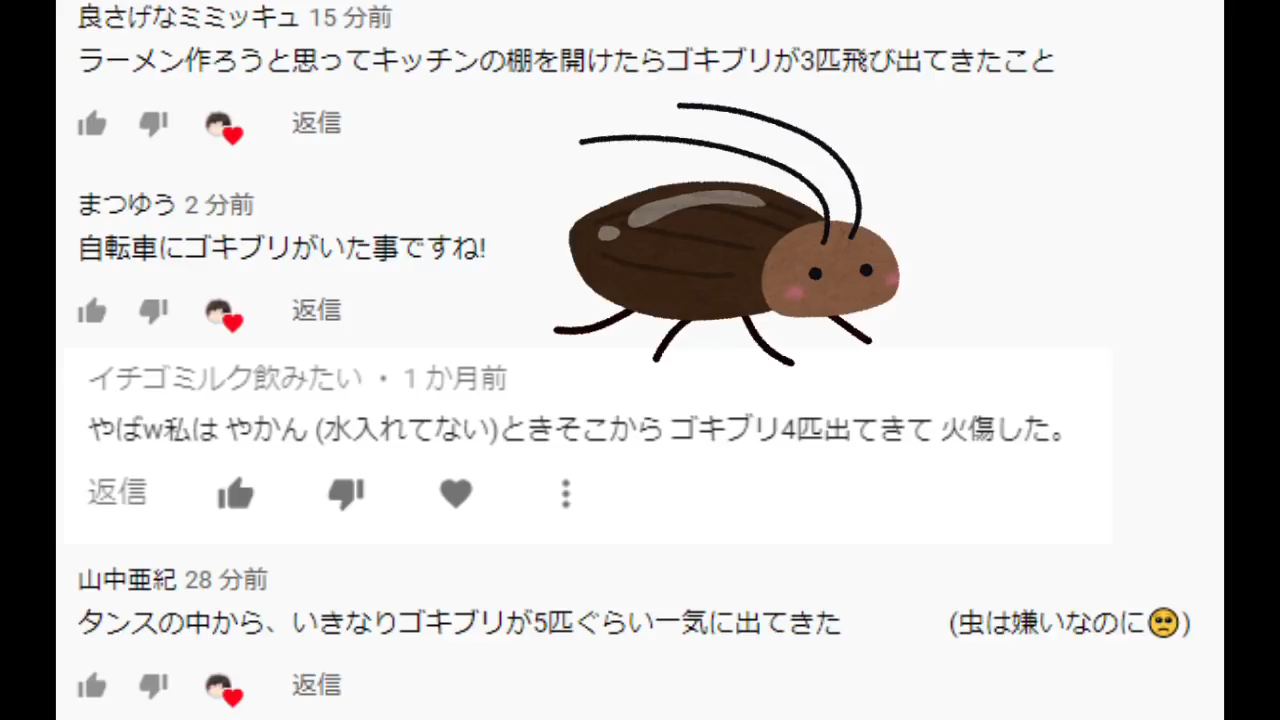 良さげなミミッキュ 15 分前
ラーメン作ろうと思ってキッチンの棚を開けたらゴキブリが3匹飛び出てきたこと
返信
まつゆう 2 分前
自転車にゴキブリがいた事ですね!
返信
イチゴミルク飲みたい・1 か月前
やばw私は やかん (水入れてない)ときそこから ゴキブリ4匹出てきて 火傷した。
返信
山中亜紀 28 分前
タンスの中から、いきなりゴキブリが5匹ぐらい一気に出てきた (虫は嫌いなのに🥺)
返信